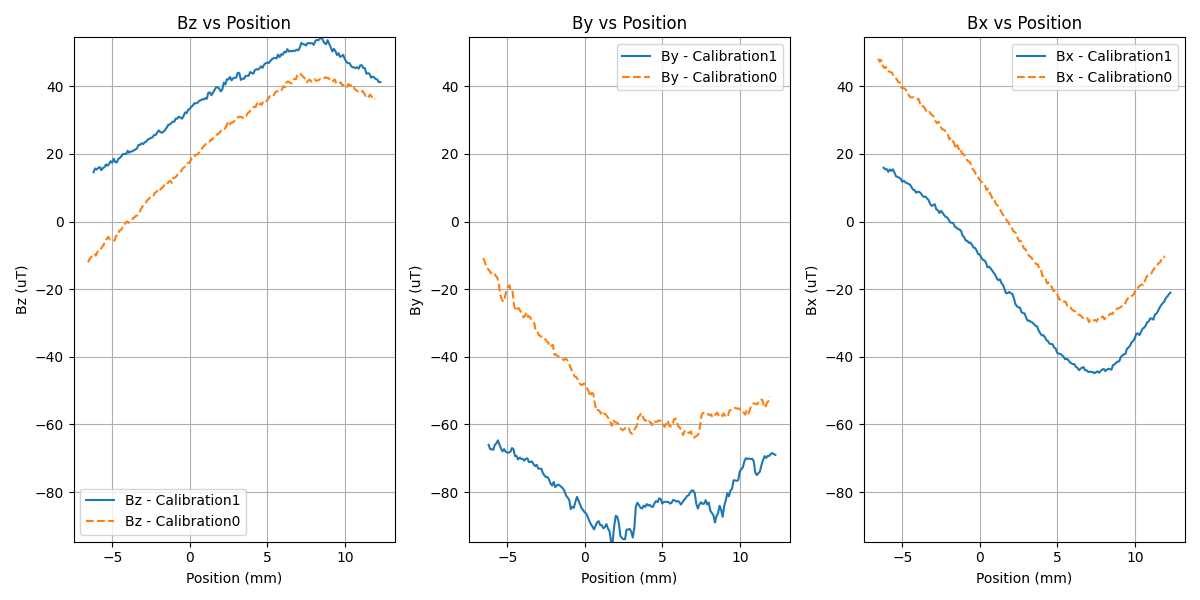 Bz vs Position
Bz (uT)
40
20
0
−20
−40
−60
−80
Bz - Calibration1
Bz - Calibration0
−5 0 5 10
Position (mm)
By vs Position
By (uT)
By - Calibration1
By - Calibration0
40
20
0
−20
−40
−60
−80
−5 0 5 10
Position (mm)
Bx vs Position
Bx (uT)
Bx - Calibration1
Bx - Calibration0
40
20
0
−20
−40
−60
−80
−5 0 5 10
Position (mm)